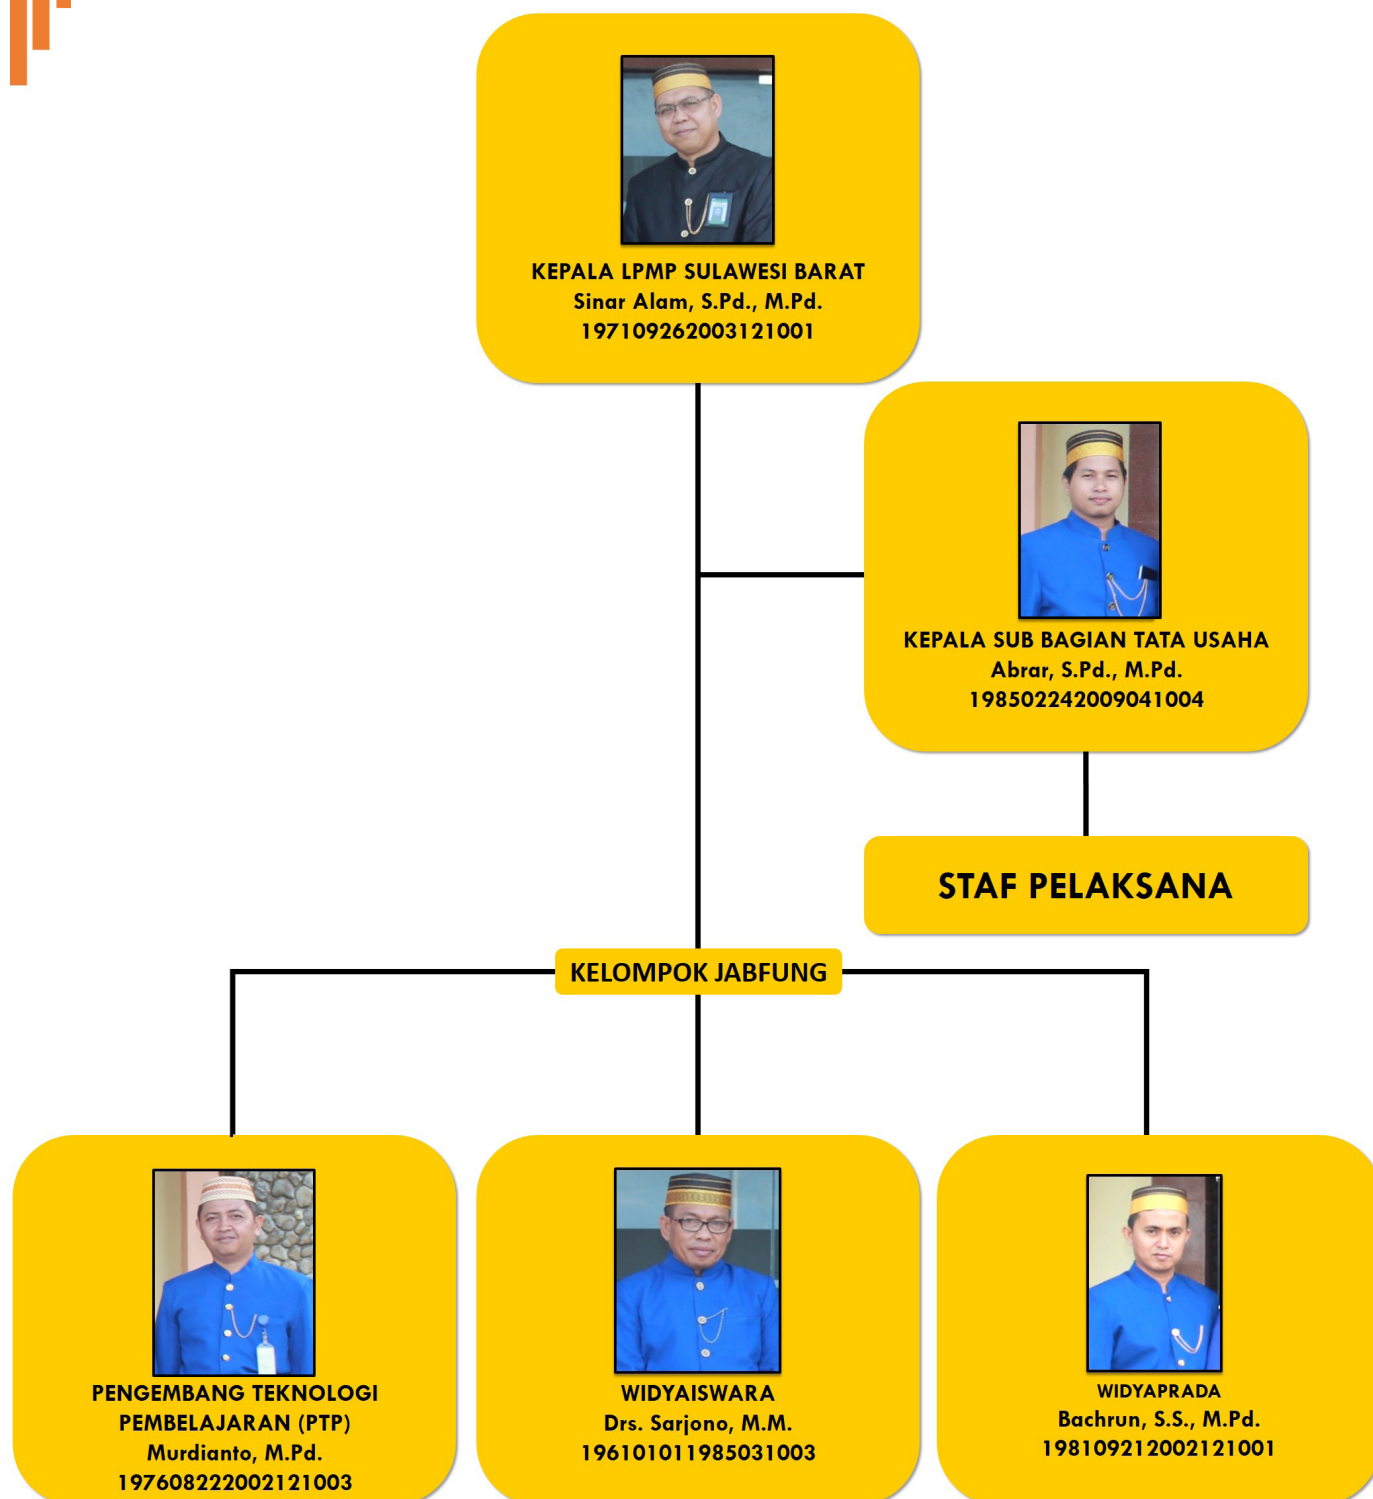 KEPALA LPMP SULAWESI BARAT
Sinar Alam, S.Pd., M.Pd.
197109262003121001
KEPALA SUB BAGIAN TATA USAHA
Abrar, S.Pd., M.Pd.
198502242009041004
STAF PELAKSANA
KELOMPOK JABFUNG
PENGEMBANG TEKNOLOGI
PEMBELAJARAN (PTP)
Murdianto, M.Pd.
197608222002121003
WIDYAISWARA
Drs. Sarjono, M.M.
196101011985031003
WIDYAPRADA
Bachrun, S.S., M.Pd.
198109212002121001